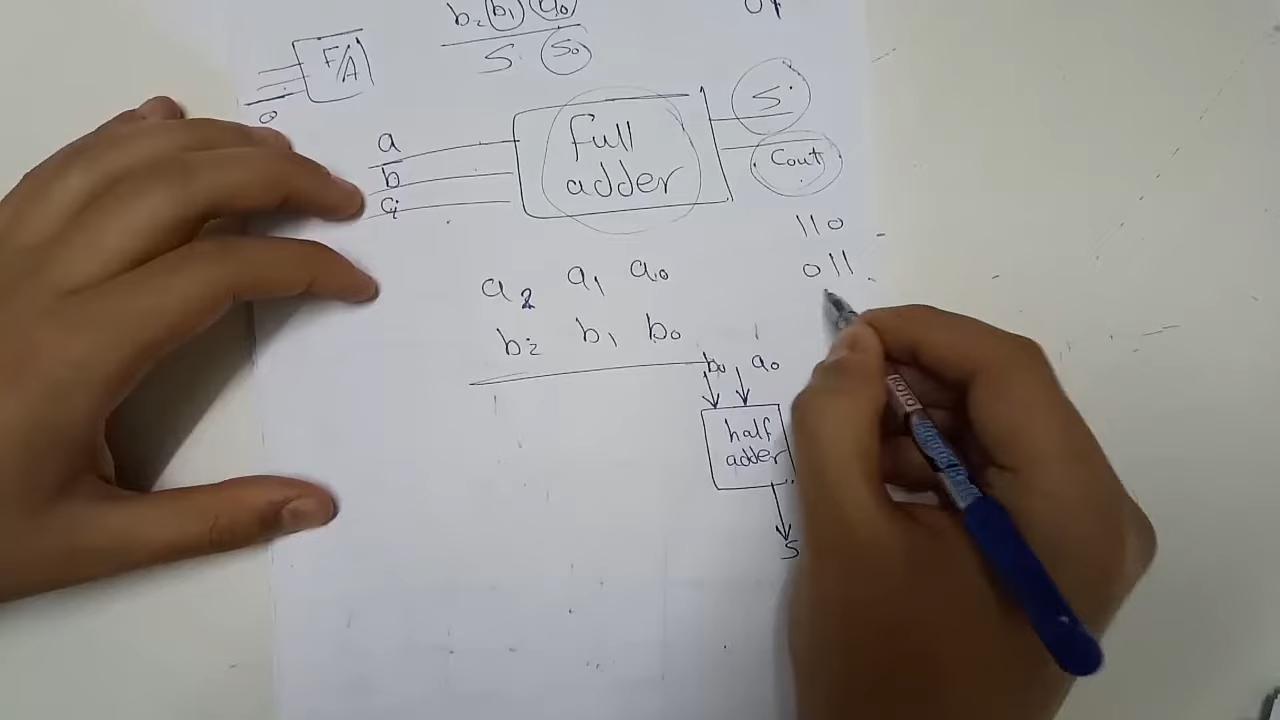 b₂ b₁ a₀
S S₀
F/A
0
a
b
cᵢ
full
adder
S
Cout
110
011
a₂ a₁ a₀
b₂ b₁ b₀
b₀ a₀
half
adder
S